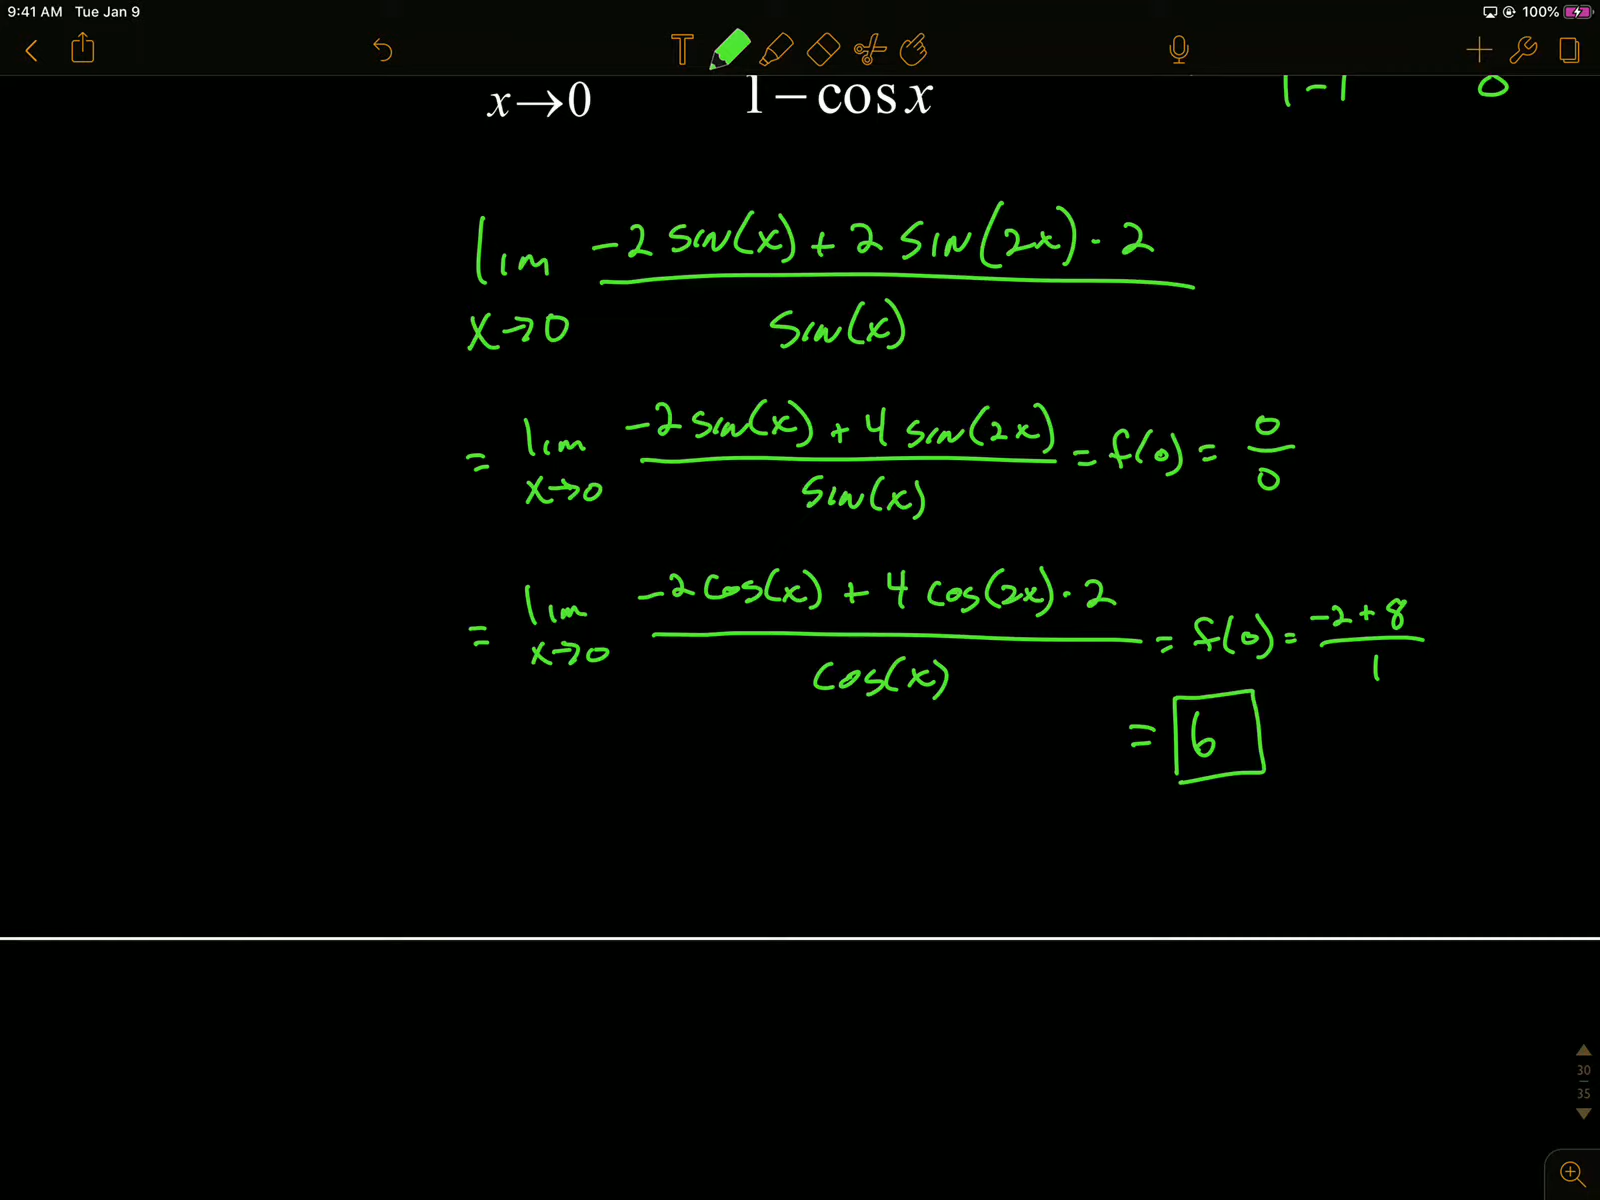 9:41 AM Tue Jan 9 100%
T
x→0 1 − cos x 1-1 0
lim x→0 (-2 sin(x) + 2 sin(2x) · 2) / sin(x)
= lim x→0 (-2 sin(x) + 4 sin(2x)) / sin(x) = f(0) = 0/0
= lim x→0 (-2cos(x) + 4 cos(2x) · 2) / cos(x) = f(0) = (-2 + 8) / 1
= 6
30
35